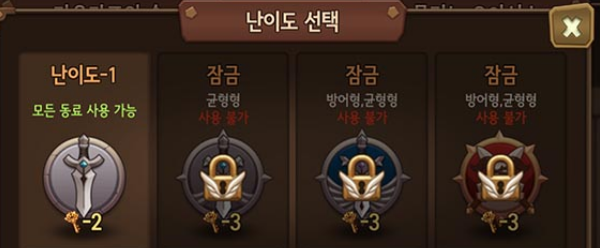 난이도 선택
난이도-1
모든 동료 사용 가능
-2
잠금
균형형
사용 불가
-3
잠금
방어형,균형형
사용 불가
-3
잠금
방어형,균형형
사용 불가
-3